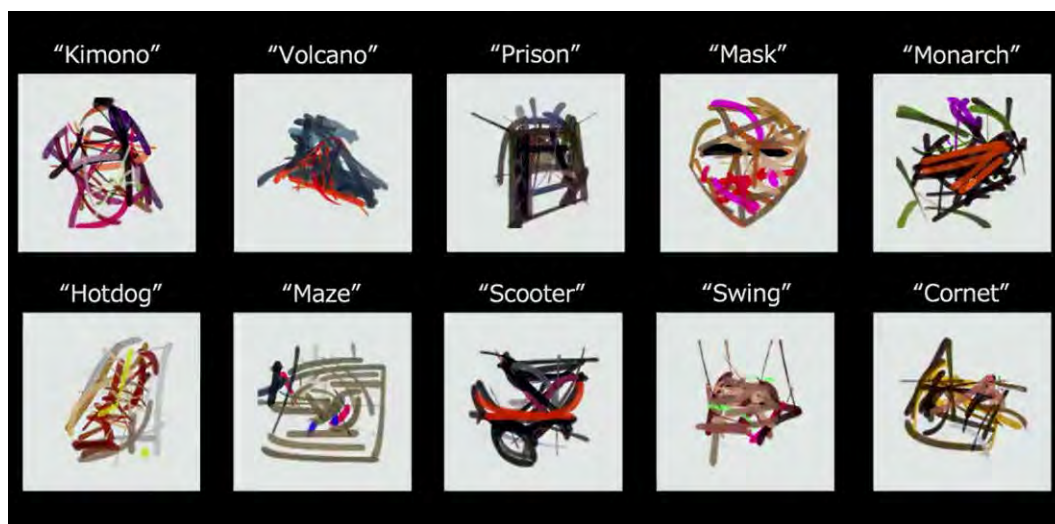 “Kimono” “Volcano” “Prison” “Mask” “Monarch”
“Hotdog” “Maze” “Scooter” “Swing” “Cornet”